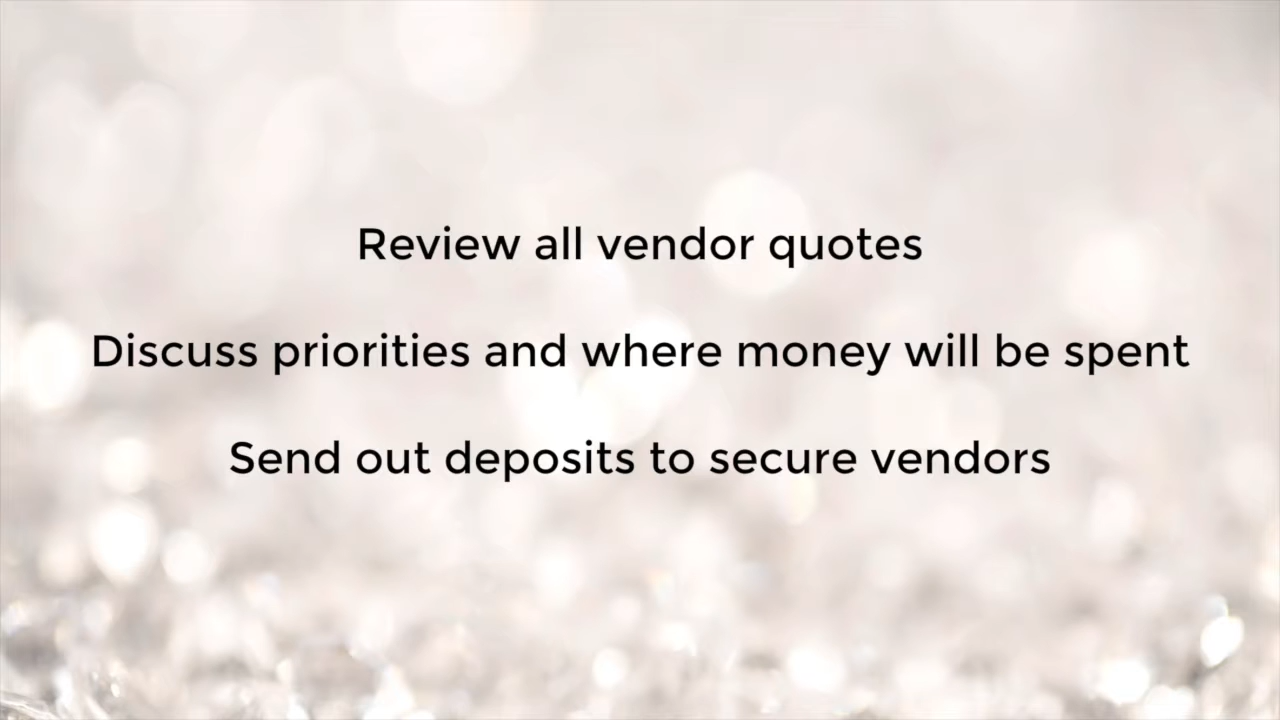 Review all vendor quotes
Discuss priorities and where money will be spent
Send out deposits to secure vendors